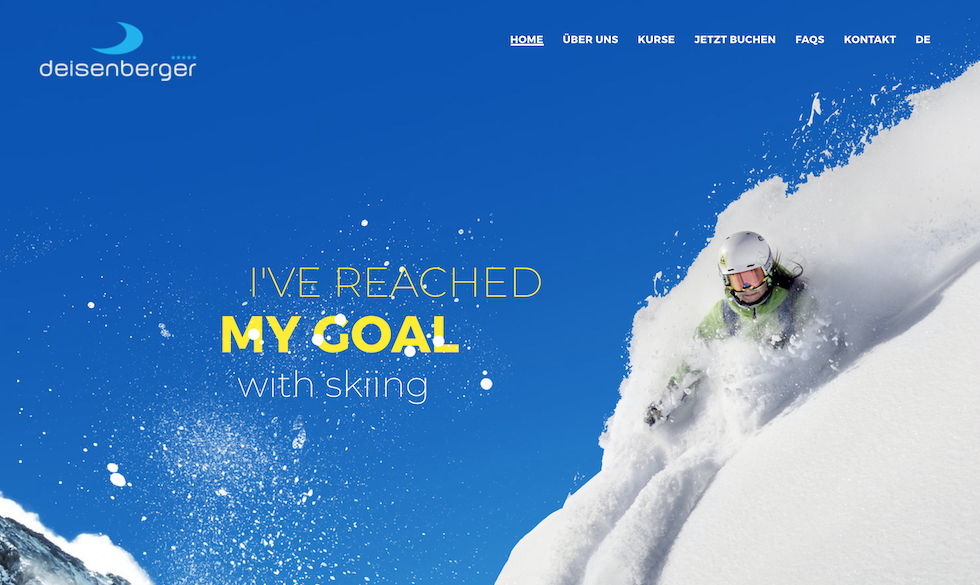 deisenberger
HOME ÜBER UNS KURSE JETZT BUCHEN FAQS KONTAKT DE
I'VE REACHED
MY GOAL
with skiing